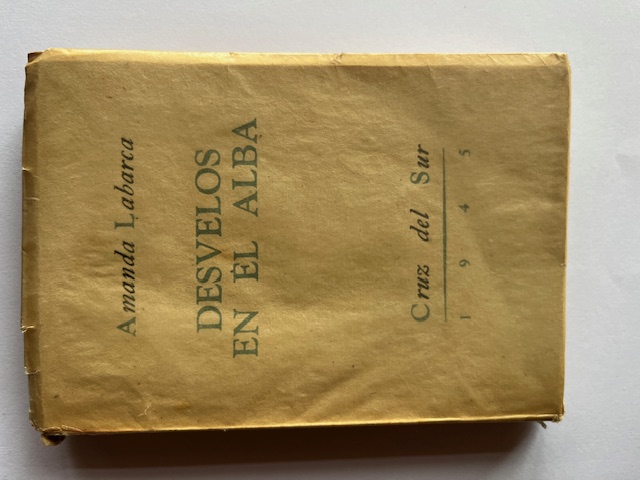 Amanda Labarca
DESVELOS
EN EL ALBA
Cruz del Sur
1 9 4 5